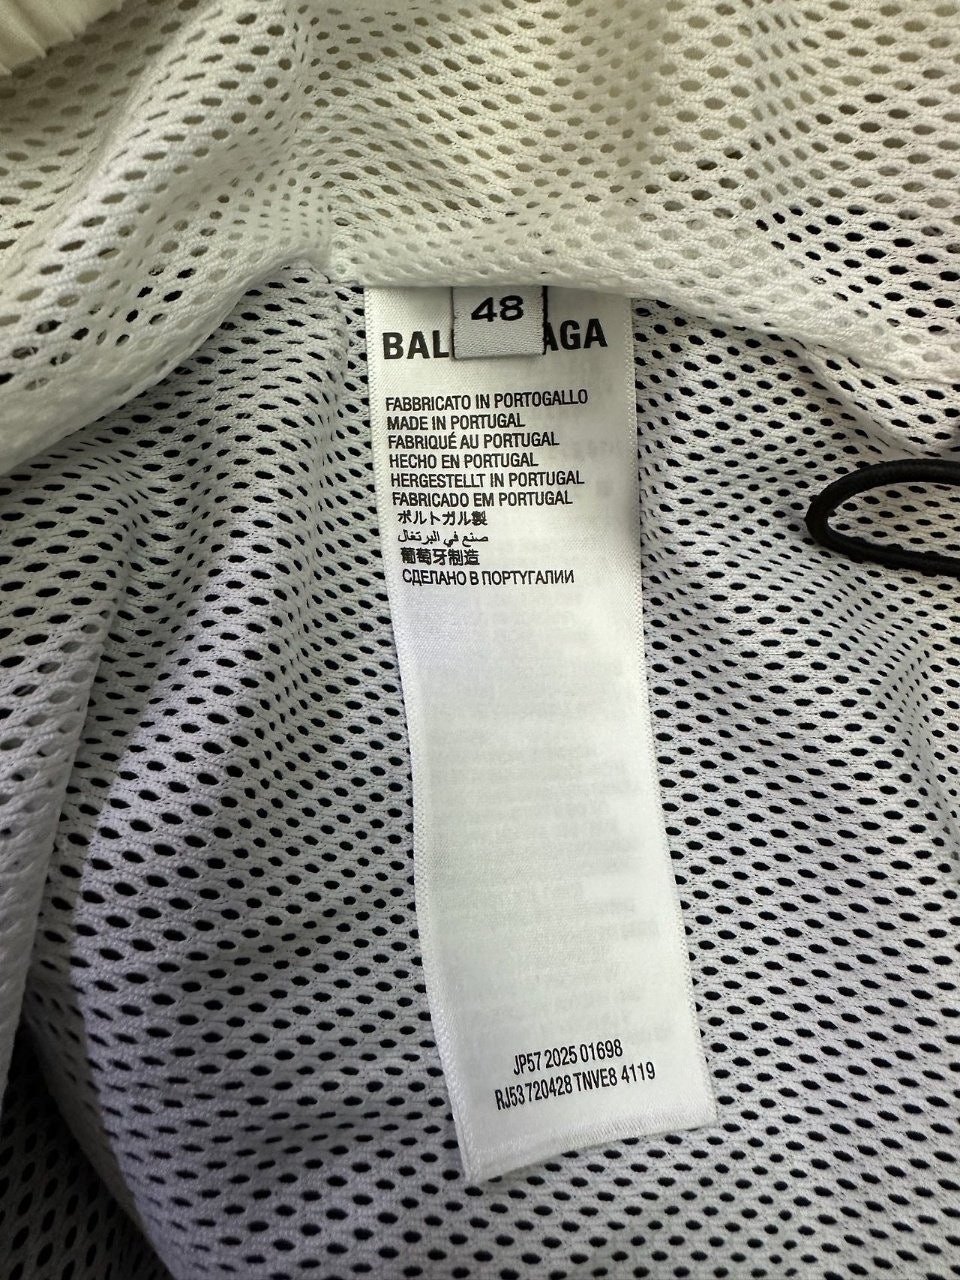 48
BAL AGA
FABBRICATO IN PORTOGALLO
MADE IN PORTUGAL
FABRIQUÉ AU PORTUGAL
HECHO EN PORTUGAL
HERGESTELLT IN PORTUGAL
FABRICADO EM PORTUGAL
ポルトガル製
صنع في البرتغال
葡萄牙制造
СДЕЛАНО В ПОРТУГАЛИИ
JP57 2025 01698
RJ53 720428 TNVE8 4119